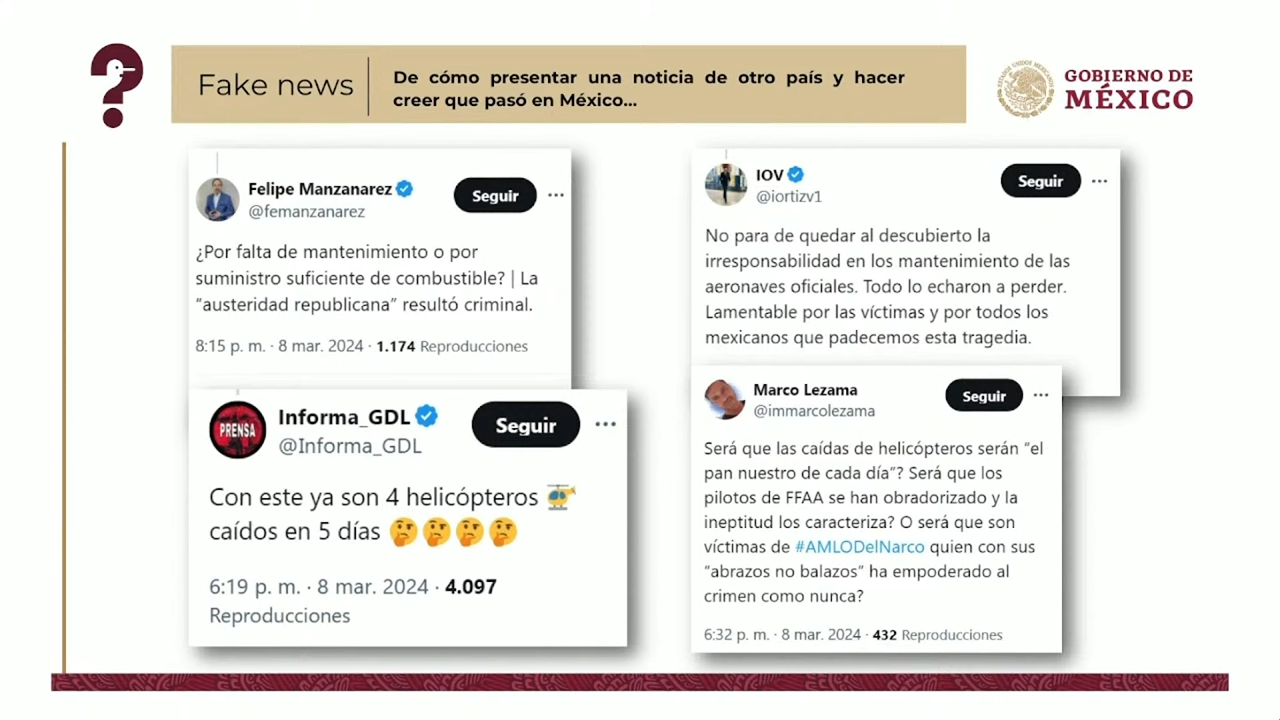 Fake news
De cómo presentar una noticia de otro país y hacer
creer que pasó en México...
GOBIERNO DE
MÉXICO
Felipe Manzanarez
@femanzanarez
Seguir
¿Por falta de mantenimiento o por
suministro suficiente de combustible? | La
“austeridad republicana” resultó criminal.
8:15 p. m. · 8 mar. 2024 · 1.174 Reproducciones
PRENSA
Informa_GDL
@Informa_GDL
Seguir
Con este ya son 4 helicópteros 🚁
caídos en 5 días 🤔🤔🤔🤔
6:19 p. m. · 8 mar. 2024 · 4.097
Reproducciones
IOV
@iortizv1
Seguir
No para de quedar al descubierto la
irresponsabilidad en los mantenimiento de las
aeronaves oficiales. Todo lo echaron a perder.
Lamentable por las víctimas y por todos los
mexicanos que padecemos esta tragedia.
Marco Lezama
@immarcolezama
Seguir
Será que las caídas de helicópteros serán “el
pan nuestro de cada día”? Será que los
pilotos de FFAA se han obradorizado y la
ineptitud los caracteriza? O será que son
víctimas de #AMLODelNarco quien con sus
“abrazos no balazos” ha empoderado al
crimen como nunca?
6:32 p. m. · 8 mar. 2024 · 432 Reproducciones